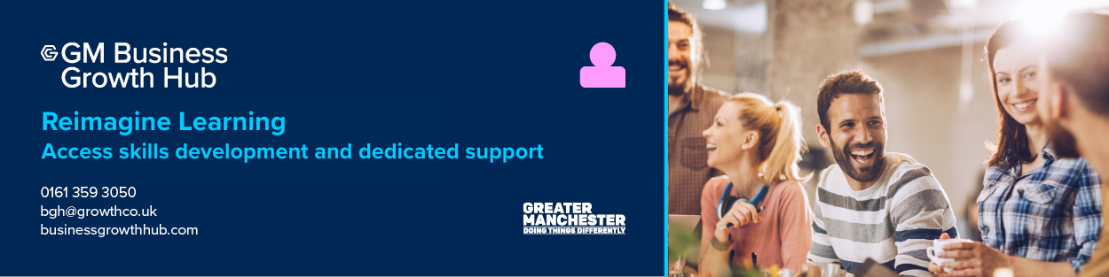 GM Business
Growth Hub
Reimagine Learning
Access skills development and dedicated support
0161 359 3050
bgh@growthco.uk
businessgrowthhub.com
GREATER
MANCHESTER
DOING THINGS DIFFERENTLY